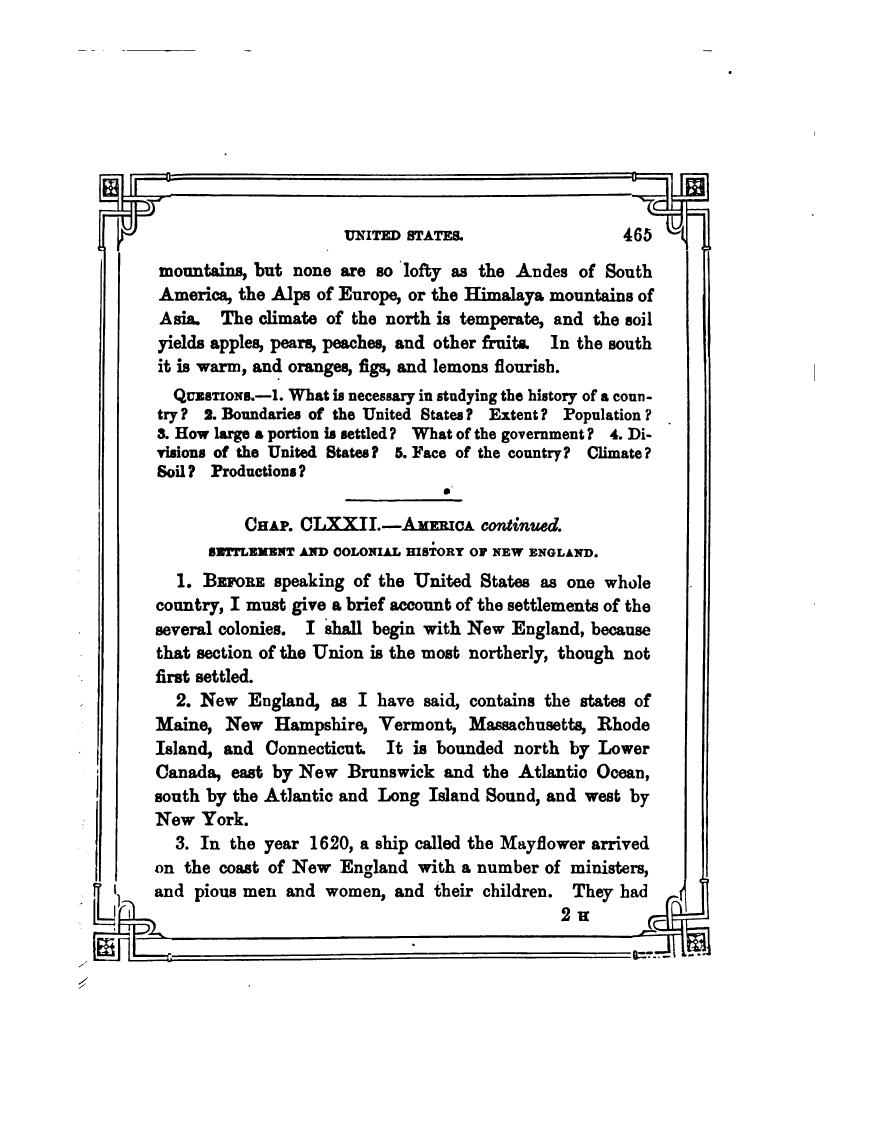 UNITED STATES. 465
mountains, but none are so lofty as the Andes of South
America, the Alps of Europe, or the Himalaya mountains of
Asia. The climate of the north is temperate, and the soil
yields apples, pears, peaches, and other fruits. In the south
it is warm, and oranges, figs, and lemons flourish.
QUESTIONS.—1. What is necessary in studying the history of a coun-
try? 2. Boundaries of the United States? Extent? Population?
3. How large a portion is settled? What of the government? 4. Di-
visions of the United States? 5. Face of the country? Climate?
Soil? Productions?
CHAP. CLXXII.—AMERICA continued.
SETTLEMENT AND COLONIAL HISTORY OF NEW ENGLAND.
1. BEFORE speaking of the United States as one whole
country, I must give a brief account of the settlements of the
several colonies. I shall begin with New England, because
that section of the Union is the most northerly, though not
first settled.
2. New England, as I have said, contains the states of
Maine, New Hampshire, Vermont, Massachusetts, Rhode
Island, and Connecticut. It is bounded north by Lower
Canada, east by New Brunswick and the Atlantic Ocean,
south by the Atlantic and Long Island Sound, and west by
New York.
3. In the year 1620, a ship called the Mayflower arrived
on the coast of New England with a number of ministers,
and pious men and women, and their children. They had
2 H